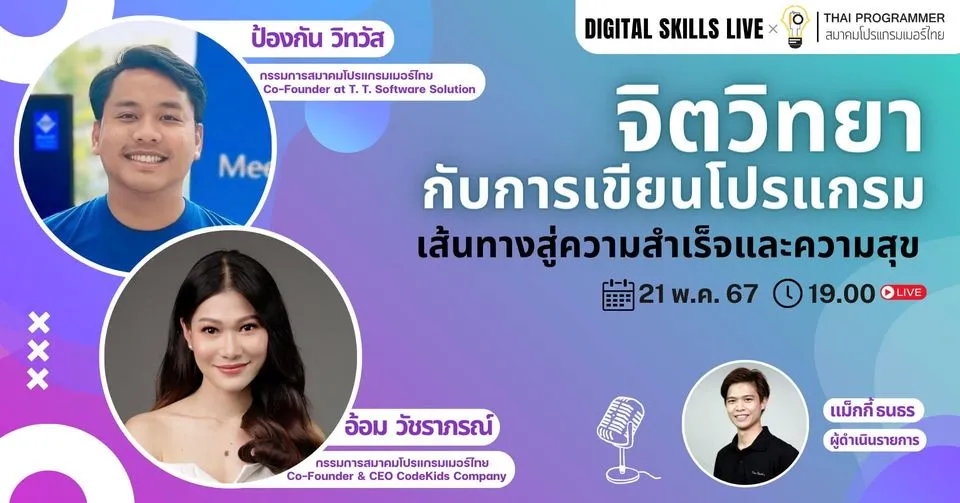 ป้องกัน วิทวัส
กรรมการสมาคมโปรแกรมเมอร์ไทย
Co-Founder at T. T. Software Solution
Mee
DIGITAL SKILLS LIVE ×
THAI PROGRAMMER
สมาคมโปรแกรมเมอร์ไทย
จิตวิทยา
กับการเขียนโปรแกรม
เส้นทางสู่ความสำเร็จและความสุข
21 พ.ค. 67 19.00 LIVE
อ้อม วัชราภรณ์
กรรมการสมาคมโปรแกรมเมอร์ไทย
Co-Founder & CEO CodeKids Company
แม็กกี้ ธนธร
ผู้ดำเนินรายการ